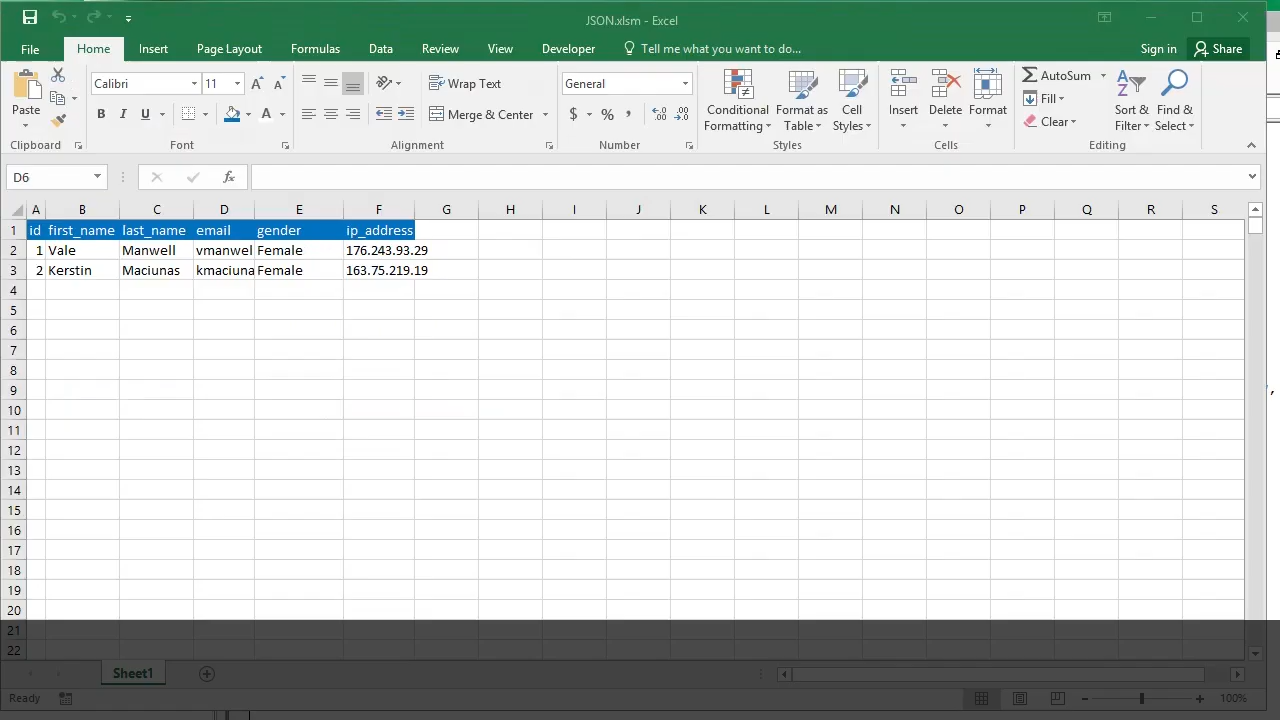 JSON.xlsm - Excel
File Home Insert Page Layout Formulas Data Review View Developer Tell me what you want to do... Sign in Share
Paste
Clipboard
Calibri 11
B I U A
Font
Wrap Text
Merge & Center
Alignment
General
$ % ,
Number
Conditional Formatting
Format as Table
Cell Styles
Styles
Insert Delete Format
Cells
AutoSum
Fill
Clear
Sort & Filter
Find & Select
Editing
D6 fx
A B C D E F G H I J K L M N O P Q R S
1 id first_name last_name email gender ip_address
2 1 Vale Manwell vmanwel Female 176.243.93.29
3 2 Kerstin Maciunas kmaciuna Female 163.75.219.19
4
5
6
7
8
9
10
11
12
13
14
15
16
17
18
19
20
21
22
Sheet1
Ready 100%